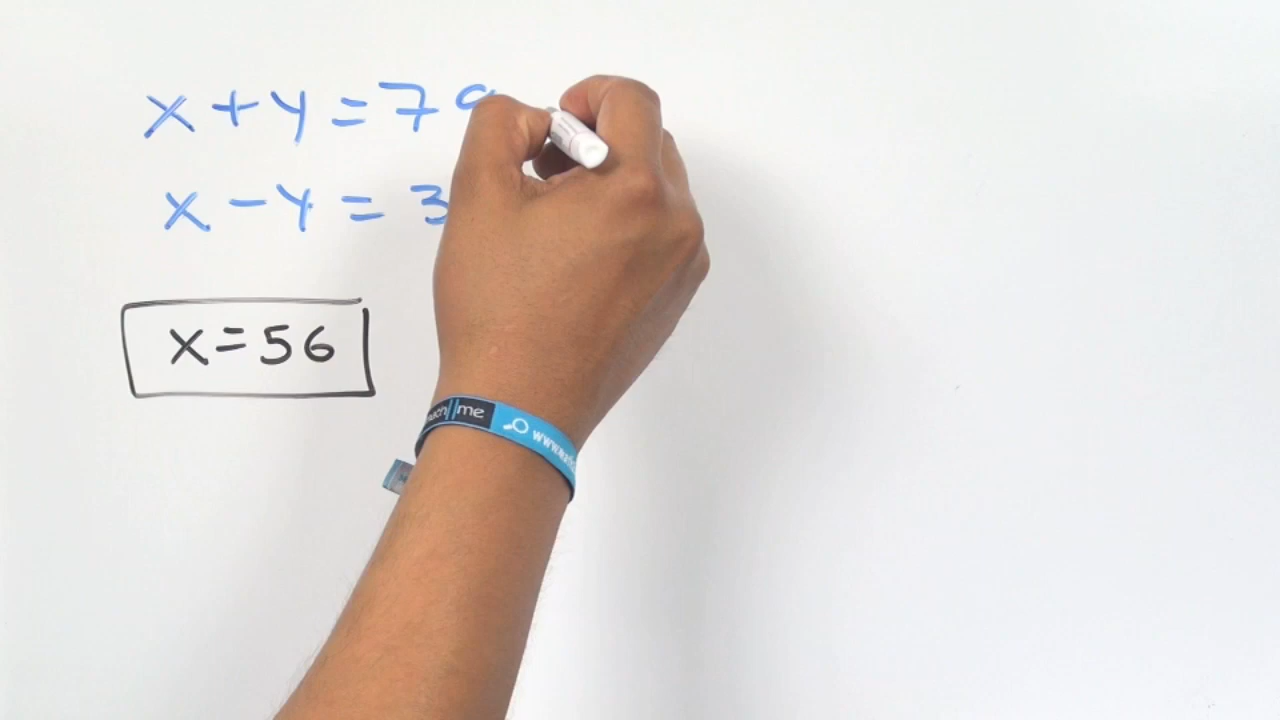 x + y = 7
x - y = 3
x = 56
me